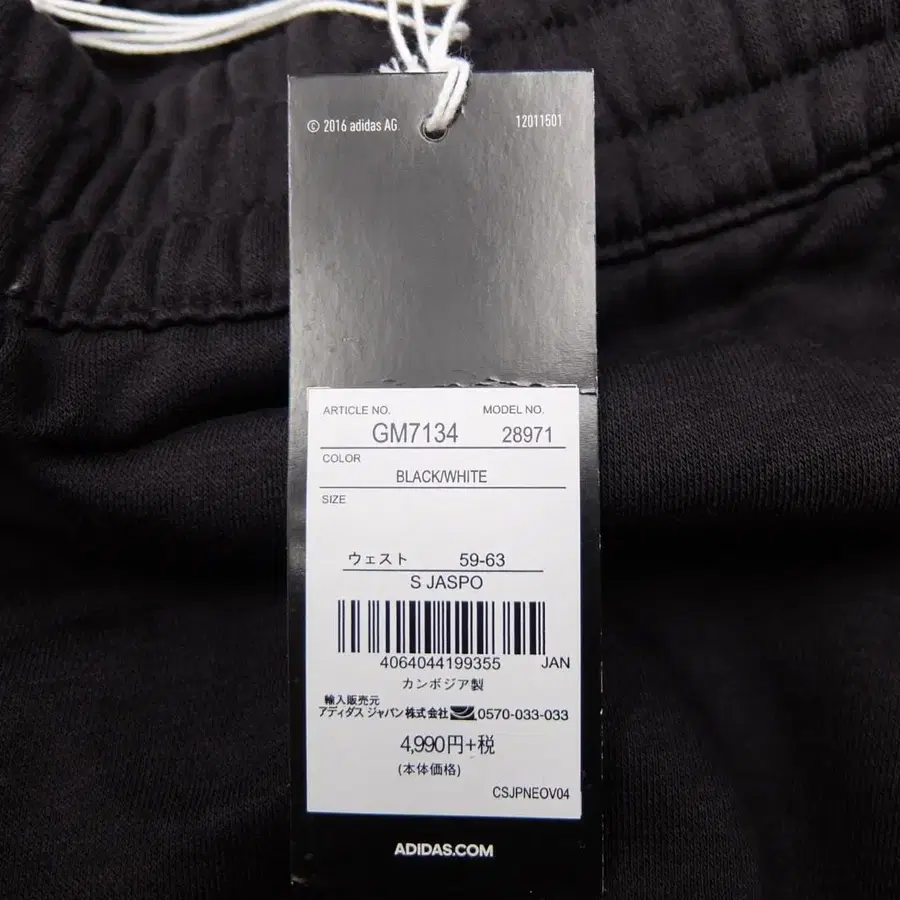 © 2016 adidas AG 12011501
ARTICLE NO. MODEL NO.
GM7134 28971
COLOR
BLACK/WHITE
SIZE
ウェスト 59-63
S JASPO
4064044199355 JAN
カンボジア製
輸入販売元
アディダス ジャパン株式会社 0570-033-033
4,990円+税
(本体価格)
CSJPNEOV04
ADIDAS.COM